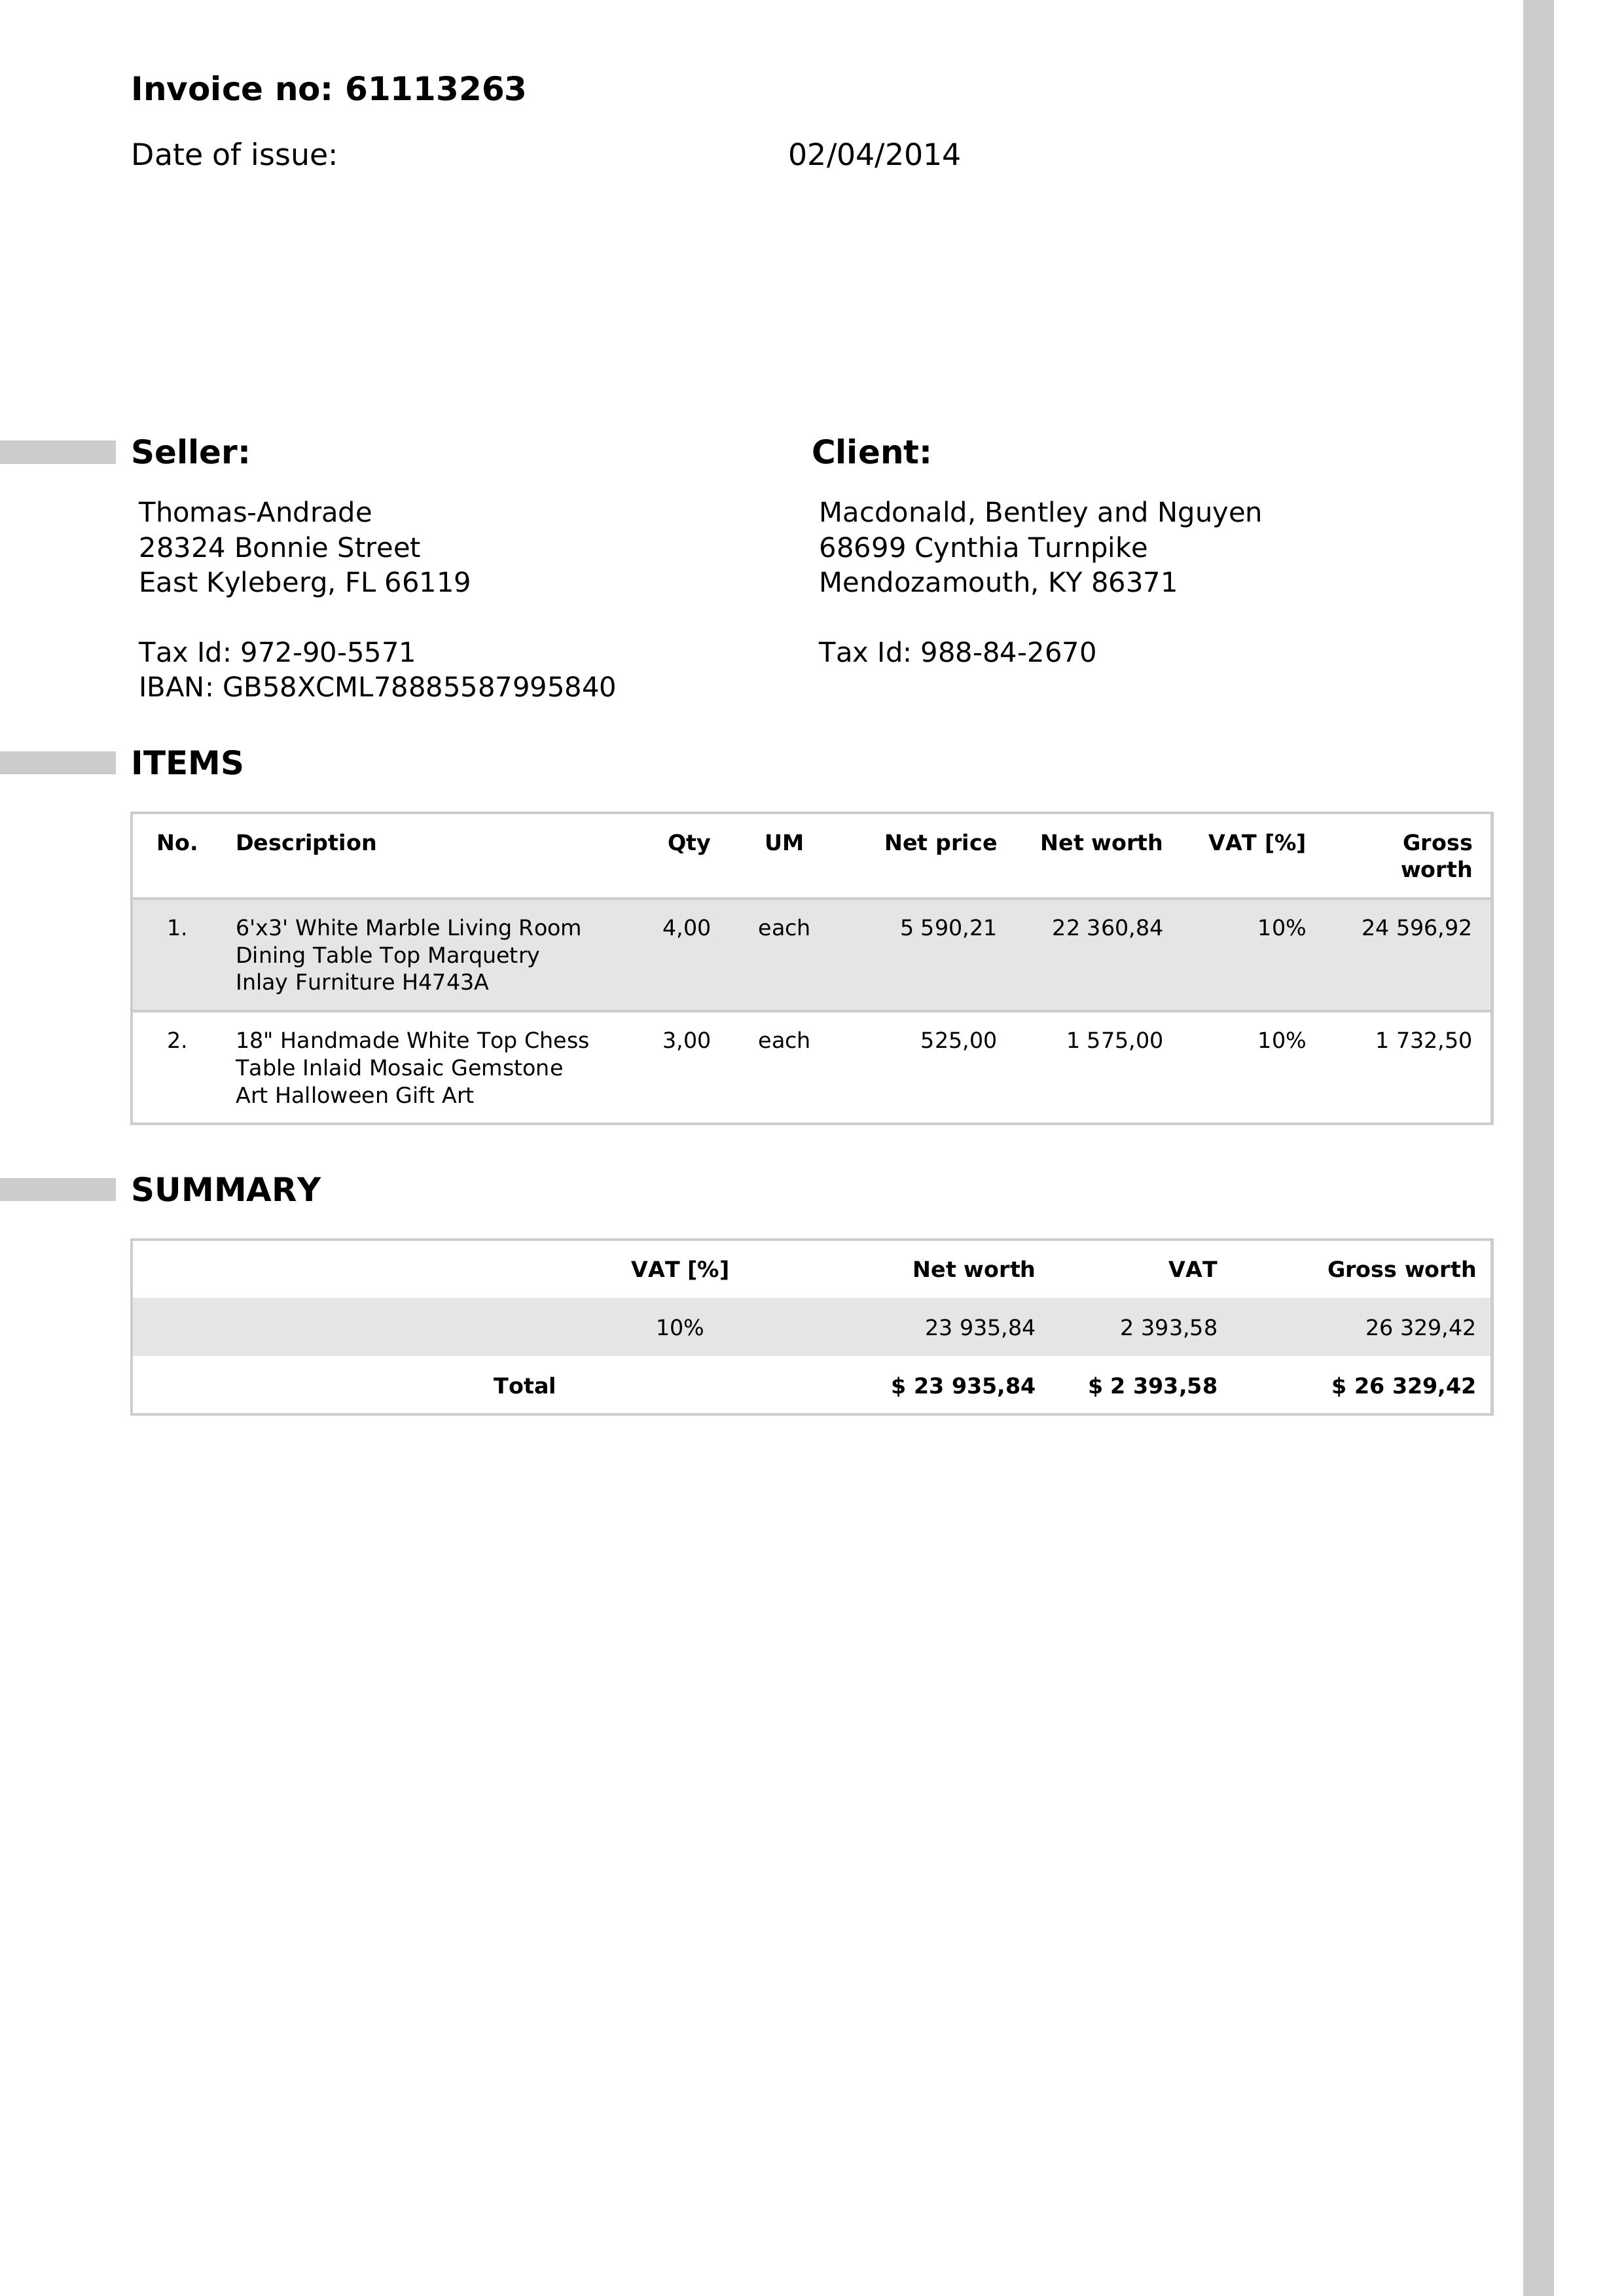 Invoice no: 61113263
Date of issue: 02/04/2014
Seller:
Thomas-Andrade
28324 Bonnie Street
East Kyleberg, FL 66119
Tax Id: 972-90-5571
IBAN: GB58XCML78885587995840
Client:
Macdonald, Bentley and Nguyen
68699 Cynthia Turnpike
Mendozamouth, KY 86371
Tax Id: 988-84-2670
ITEMS
No. Description Qty UM Net price Net worth VAT [%] Gross
worth
1. 6'x3' White Marble Living Room 4,00 each 5 590,21 22 360,84 10% 24 596,92
Dining Table Top Marquetry
Inlay Furniture H4743A
2. 18" Handmade White Top Chess 3,00 each 525,00 1 575,00 10% 1 732,50
Table Inlaid Mosaic Gemstone
Art Halloween Gift Art
SUMMARY
VAT [%] Net worth VAT Gross worth
10% 23 935,84 2 393,58 26 329,42
Total $ 23 935,84 $ 2 393,58 $ 26 329,42